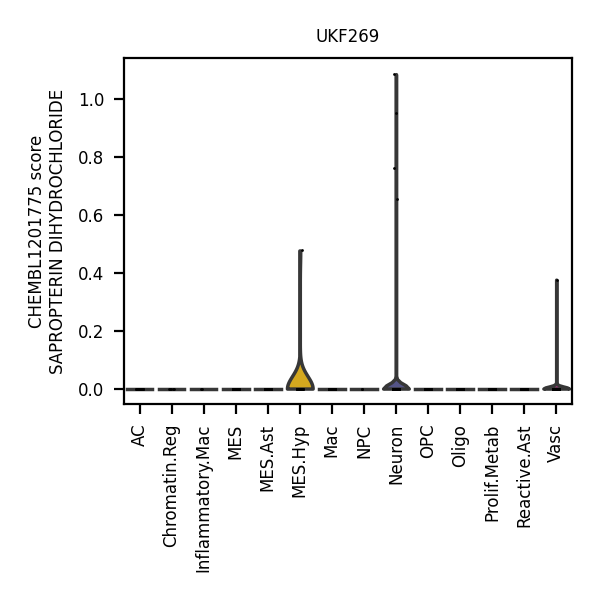 UKF269
CHEMBL1201775 score
SAPROPTERIN DIHYDROCHLORIDE
1.0
0.8
0.6
0.4
0.2
0.0
AC
Chromatin.Reg
Inflammatory.Mac
MES
MES.Ast
MES.Hyp
Mac
NPC
Neuron
OPC
Oligo
Prolif.Metab
Reactive.Ast
Vasc